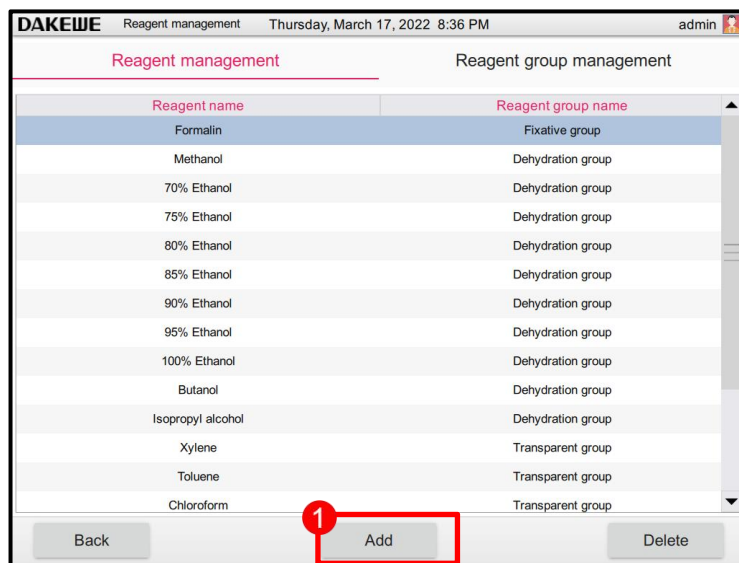 DAKEWE Reagent management Thursday, March 17, 2022 8:36 PM admin
Reagent management Reagent group management
Reagent name Reagent group name
Formalin Fixative group
Methanol Dehydration group
70% Ethanol Dehydration group
75% Ethanol Dehydration group
80% Ethanol Dehydration group
85% Ethanol Dehydration group
90% Ethanol Dehydration group
95% Ethanol Dehydration group
100% Ethanol Dehydration group
Butanol Dehydration group
Isopropyl alcohol Dehydration group
Xylene Transparent group
Toluene Transparent group
Chloroform Transparent group
1
Back Add Delete